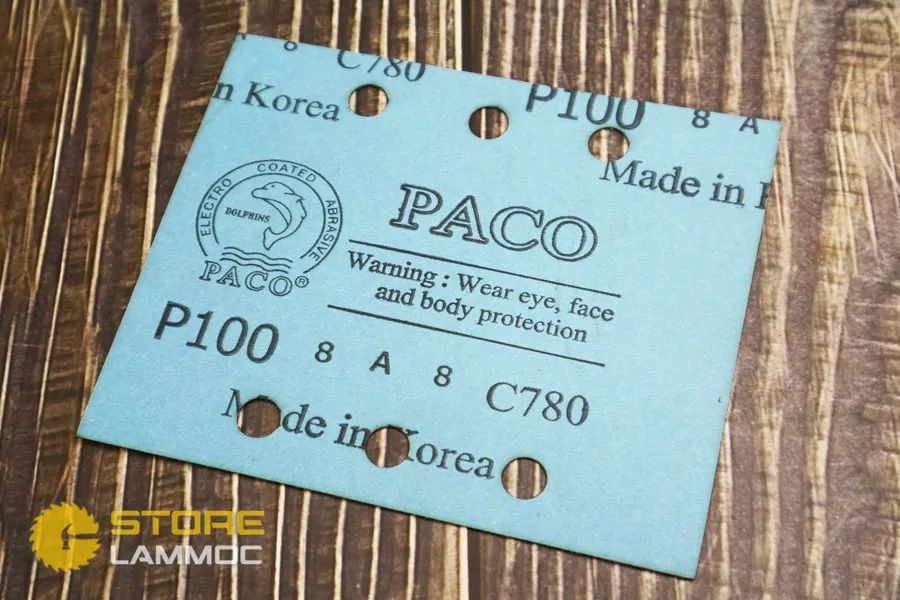 8 C780
n Korea
P100 8 A
Made in
ELECTRO COATED ABRASIVE
DOLPHINS
PACO®
PACO
Warning : Wear eye, face
and body protection
P100 8 A 8 C780
Made in Korea
STORE
LAMMOC